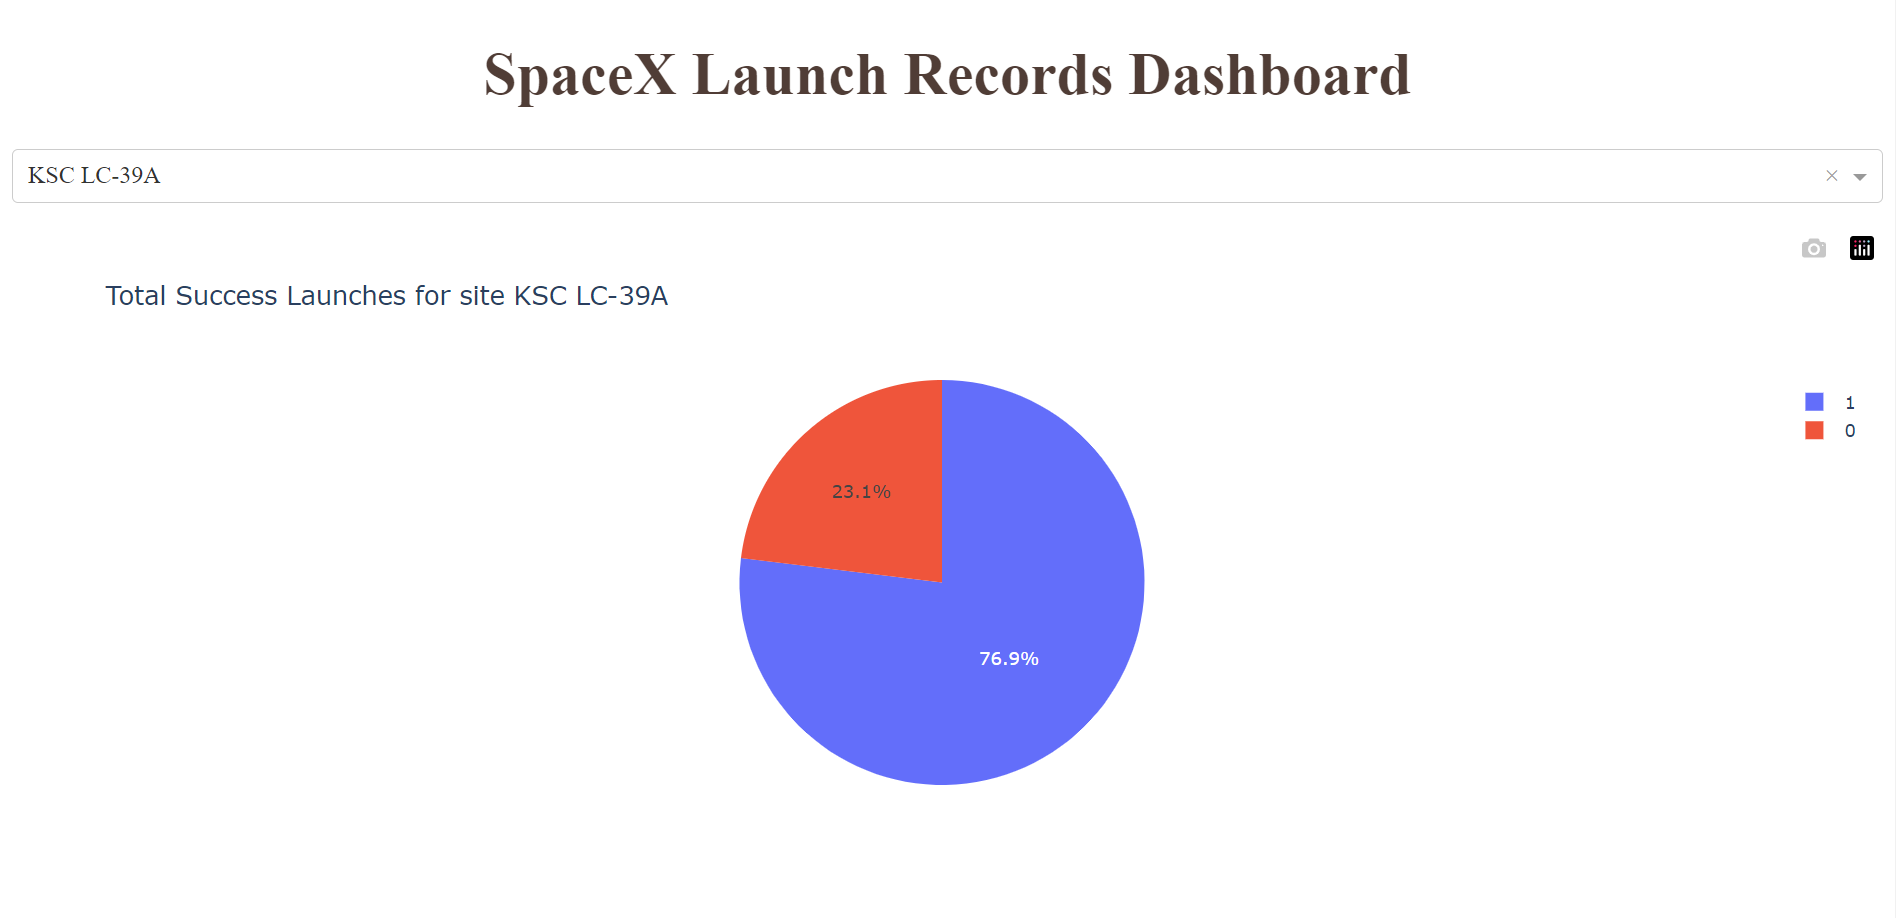 SpaceX Launch Records Dashboard
KSC LC-39A
Total Success Launches for site KSC LC-39A
1
0
23.1%
76.9%